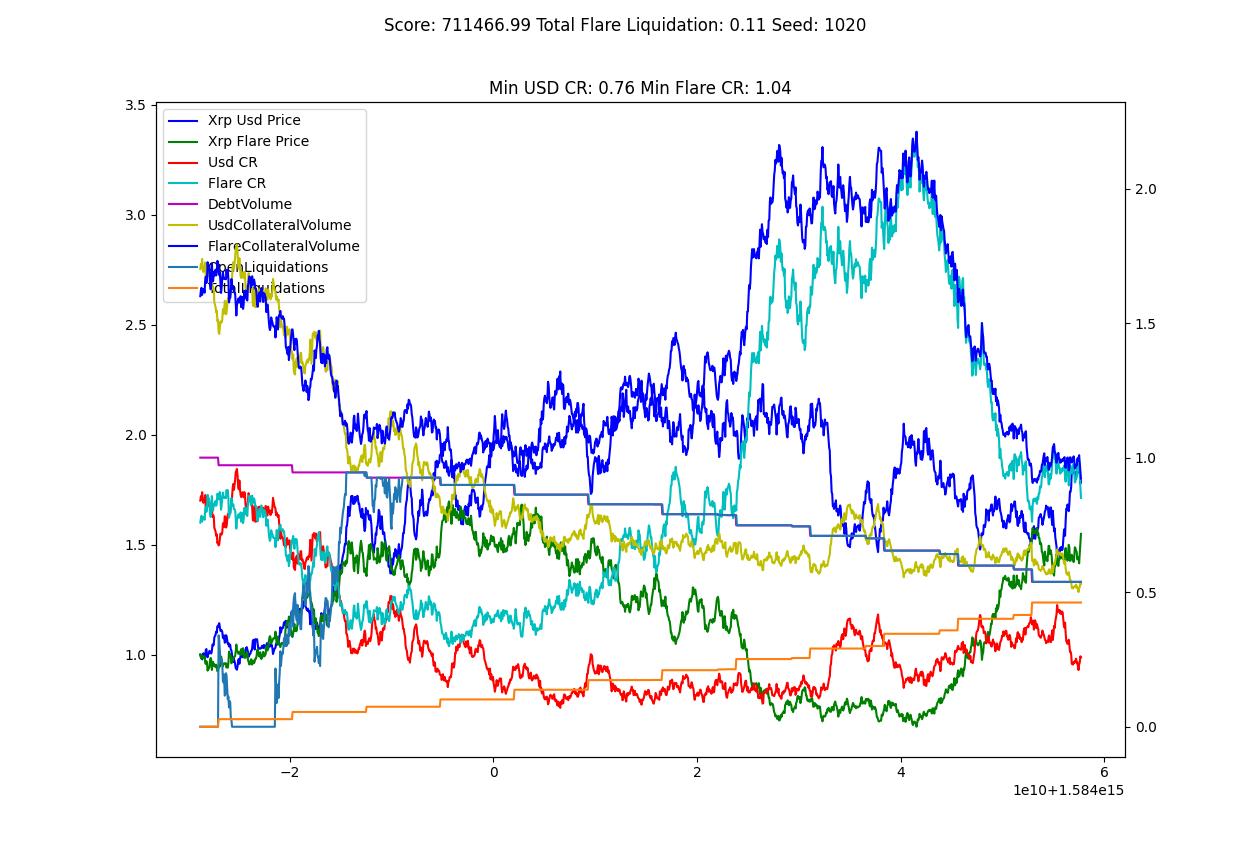 Score: 711466.99 Total Flare Liquidation: 0.11 Seed: 1020
Min USD CR: 0.76 Min Flare CR: 1.04
3.5
3.0
2.5
2.0
1.5
1.0
Xrp Usd Price
Xrp Flare Price
Usd CR
Flare CR
DebtVolume
UsdCollateralVolume
FlareCollateralVolume
OpenLiquidations
TotalLiquidations
2.0
1.5
1.0
0.5
0.0
−2 0 2 4 6
1e10+1.584e15